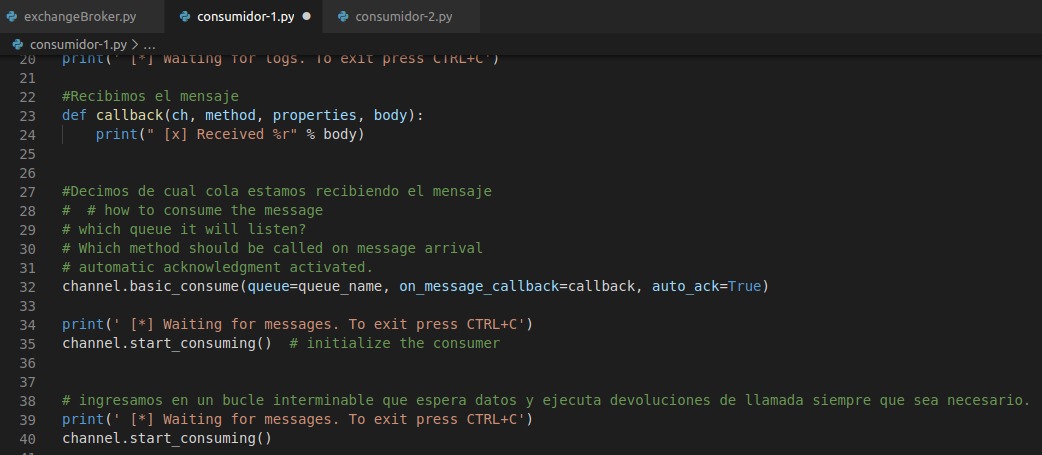 exchangeBroker.py consumidor-1.py consumidor-2.py
consumidor-1.py > ...
20 print(' [*] Waiting for logs. To exit press CTRL+C')
21
22 #Recibimos el mensaje
23 def callback(ch, method, properties, body):
24     print(" [x] Received %r" % body)
25
26
27 #Decimos de cual cola estamos recibiendo el mensaje
28 #  # how to consume the message
29 # which queue it will listen?
30 # Which method should be called on message arrival
31 # automatic acknowledgment activated.
32 channel.basic_consume(queue=queue_name, on_message_callback=callback, auto_ack=True)
33
34 print(' [*] Waiting for messages. To exit press CTRL+C')
35 channel.start_consuming()  # initialize the consumer
36
37
38 # ingresamos en un bucle interminable que espera datos y ejecuta devoluciones de llamada siempre que sea necesario.
39 print(' [*] Waiting for messages. To exit press CTRL+C')
40 channel.start_consuming()